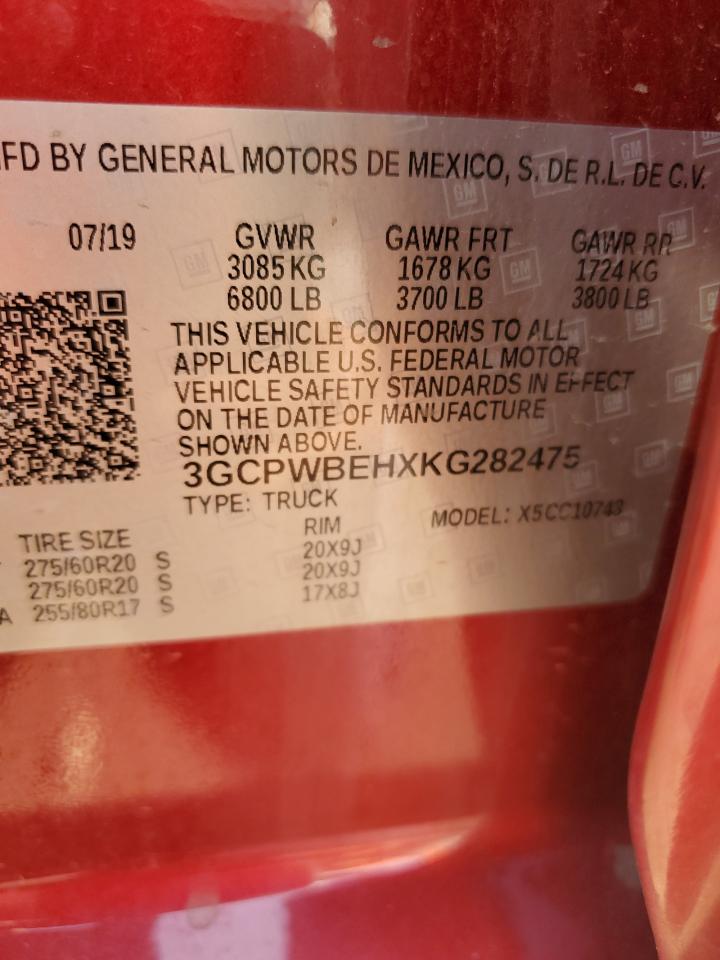 FD BY GENERAL MOTORS DE MEXICO, S. DE R.L. DE C.V.
07/19 GVWR GAWR FRT GAWR RR
3085 KG 1678 KG 1724 KG
6800 LB 3700 LB 3800 LB
THIS VEHICLE CONFORMS TO ALL
APPLICABLE U.S. FEDERAL MOTOR
VEHICLE SAFETY STANDARDS IN EFFECT
ON THE DATE OF MANUFACTURE
SHOWN ABOVE.
3GCPWBEHXKG282475
TYPE: TRUCK MODEL: X5CC10743
TIRE SIZE RIM
275/60R20 S 20X9J
275/60R20 S 20X9J
A 255/80R17 S 17X8J